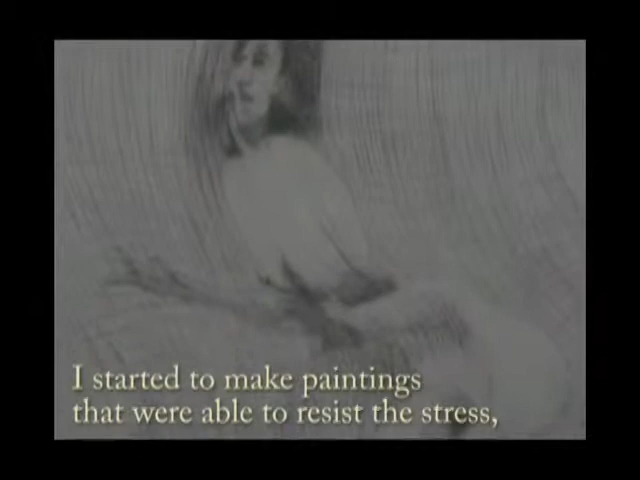 I started to make paintings
that were able to resist the stress,